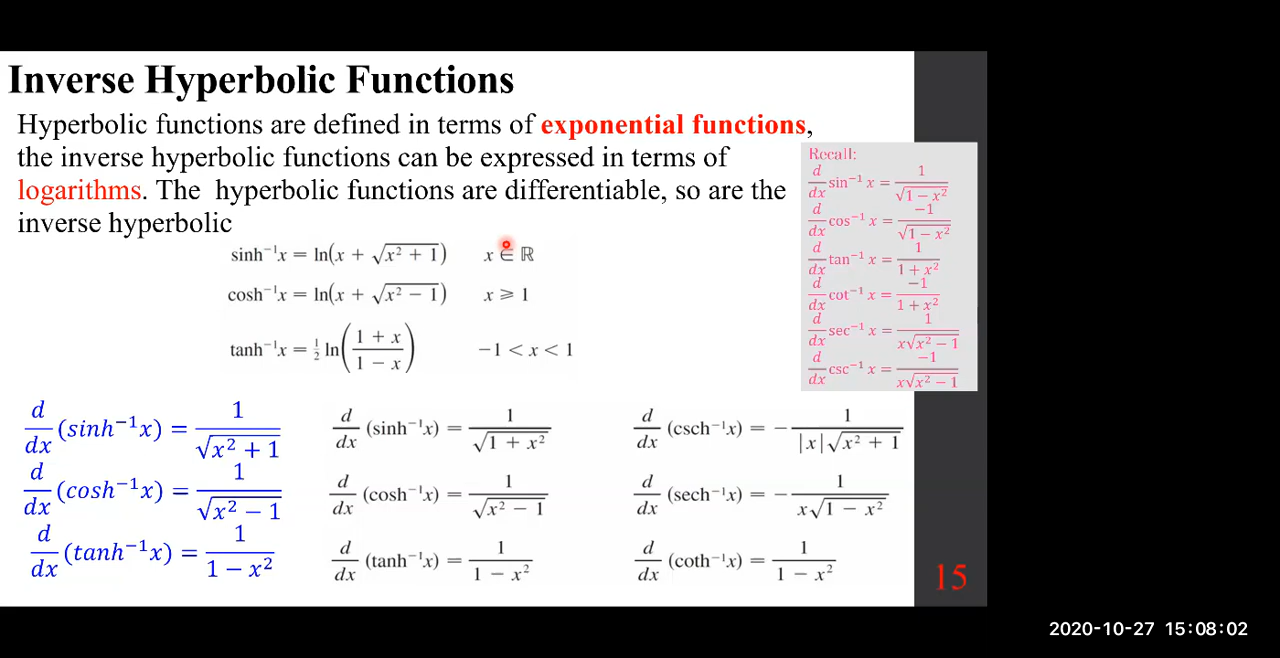 Inverse Hyperbolic Functions
Hyperbolic functions are defined in terms of exponential functions,
the inverse hyperbolic functions can be expressed in terms of
logarithms. The hyperbolic functions are differentiable, so are the
inverse hyperbolic
sinh⁻¹x = ln(x + √(x² + 1)) x ∈ ℝ
cosh⁻¹x = ln(x + √(x² − 1)) x ⩾ 1
tanh⁻¹x = ½ ln((1 + x)/(1 − x)) −1 < x < 1
Recall:
d/dx sin⁻¹ x = 1/√(1 − x²)
d/dx cos⁻¹ x = −1/√(1 − x²)
d/dx tan⁻¹ x = 1/(1 + x²)
d/dx cot⁻¹ x = −1/(1 + x²)
d/dx sec⁻¹ x = 1/(x√(x² − 1))
d/dx csc⁻¹ x = −1/(x√(x² − 1))
d/dx (sinh⁻¹x) = 1/√(x² + 1)
d/dx (cosh⁻¹x) = 1/√(x² − 1)
d/dx (tanh⁻¹x) = 1/(1 − x²)
d/dx (sinh⁻¹x) = 1/√(1 + x²)
d/dx (cosh⁻¹x) = 1/√(x² − 1)
d/dx (tanh⁻¹x) = 1/(1 − x²)
d/dx (csch⁻¹x) = − 1/(|x|√(x² + 1))
d/dx (sech⁻¹x) = − 1/(x√(1 − x²))
d/dx (coth⁻¹x) = 1/(1 − x²)
15
2020-10-27 15:08:02